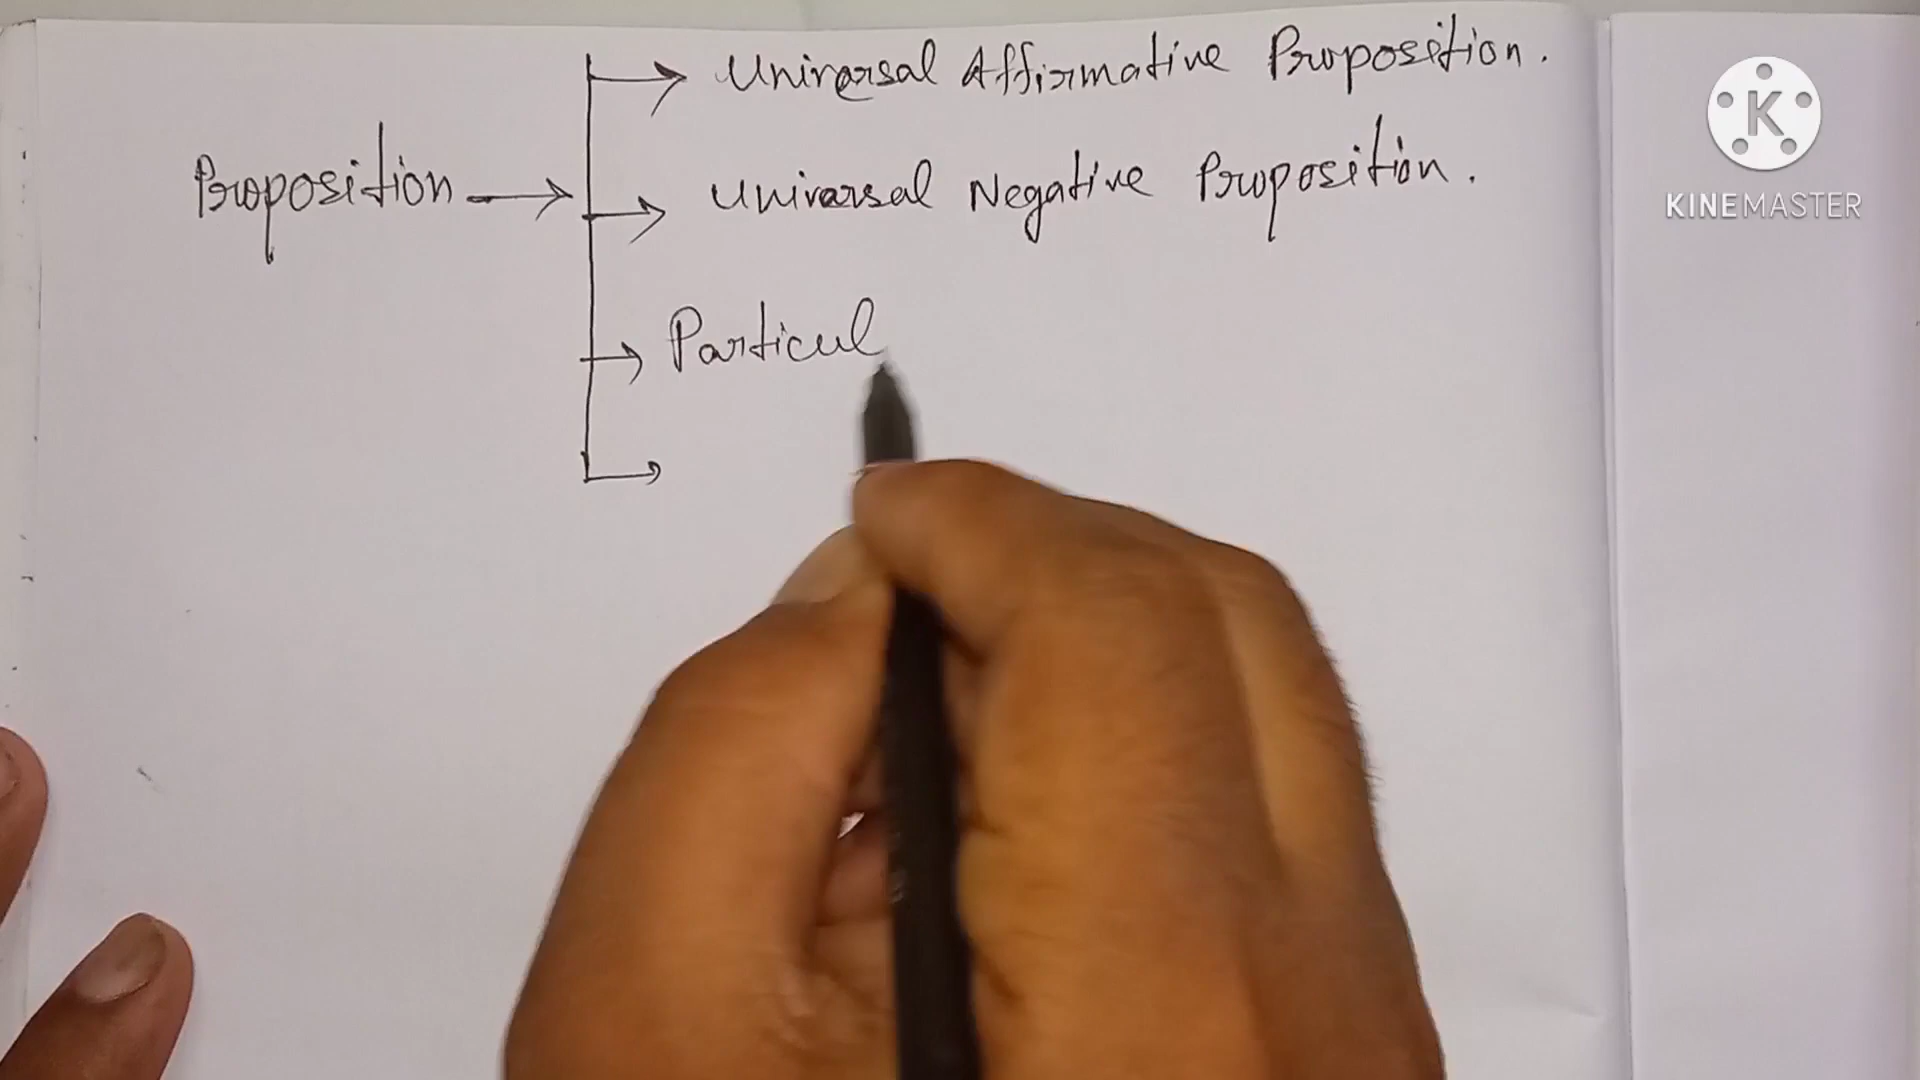 Universal Affirmative Proposition.
Proposition
Universal Negative Proposition.
Particul
K
KINEMASTER